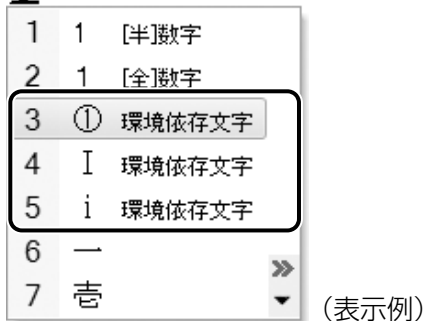 1 1 [半]数字
2 1 [全]数字
3 ① 環境依存文字
4 Ⅰ 環境依存文字
5 ⅰ 環境依存文字
6 一
7 壱
(表示例)